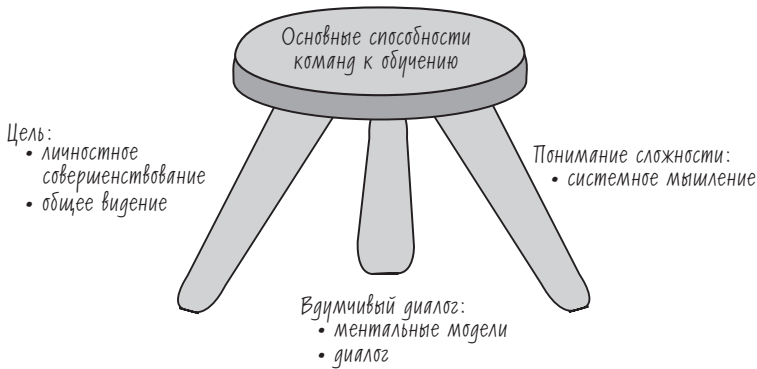 Основные способности
команд к обучению
Цель:
• личностное
совершенствование
• общее видение
Понимание сложности:
• системное мышление
Вдумчивый диалог:
• ментальные модели
• диалог